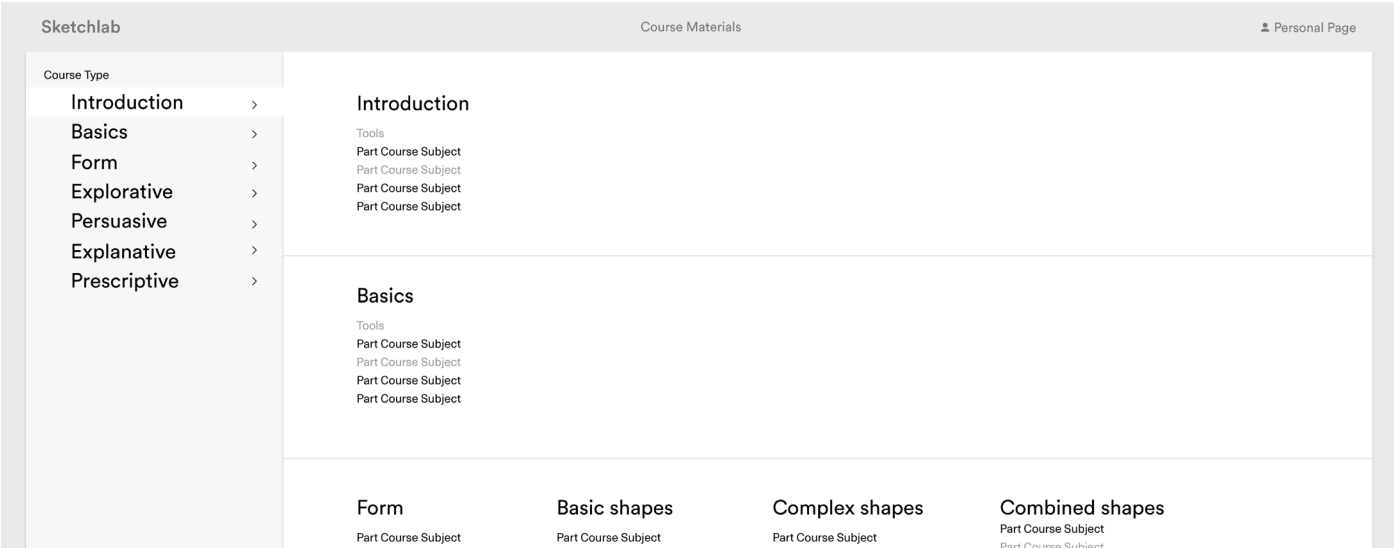 Sketchlab
Course Materials
Personal Page
Course Type
Introduction
Basics
Form
Explorative
Persuasive
Explanative
Prescriptive
Introduction
Tools
Part Course Subject
Part Course Subject
Part Course Subject
Part Course Subject
Basics
Tools
Part Course Subject
Part Course Subject
Part Course Subject
Part Course Subject
Form
Part Course Subject
Basic shapes
Part Course Subject
Complex shapes
Part Course Subject
Combined shapes
Part Course Subject
Part Course Subject